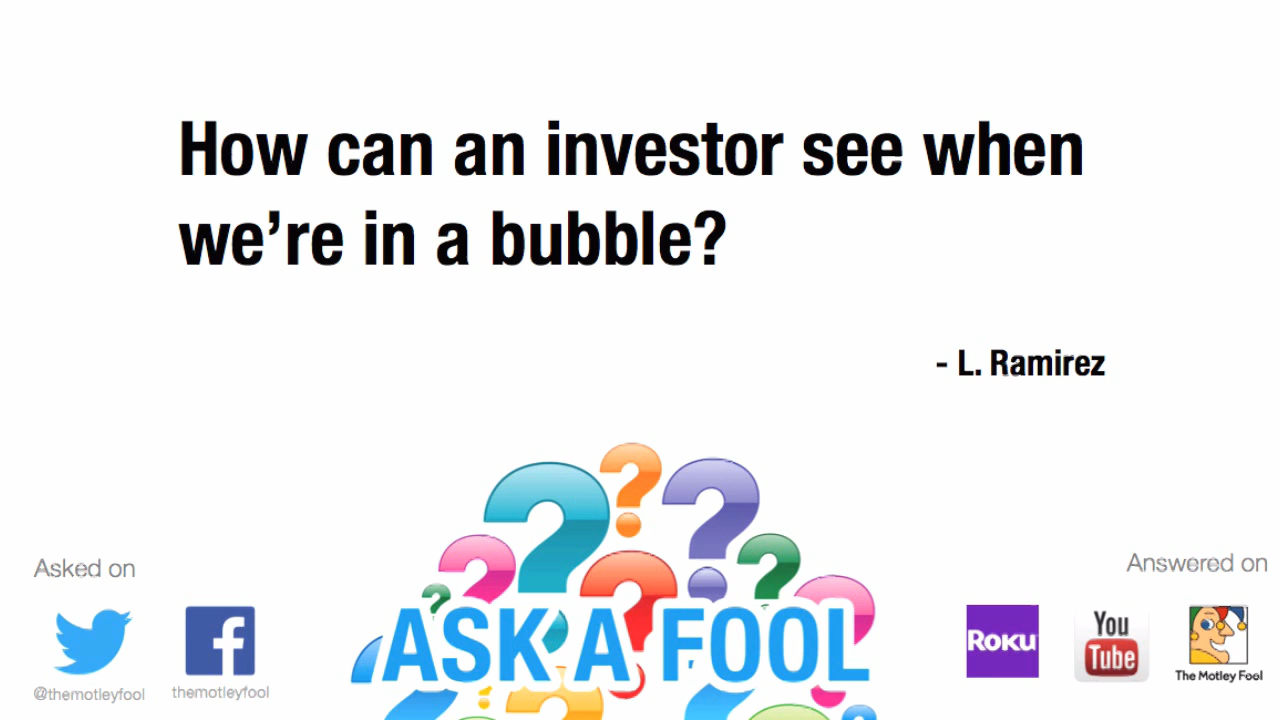 How can an investor see when
we're in a bubble?
- L. Ramirez
Asked on
Answered on
ASK A FOOL
@themotleyfool
themotleyfool
ROKU
You
Tube
The Motley Fool